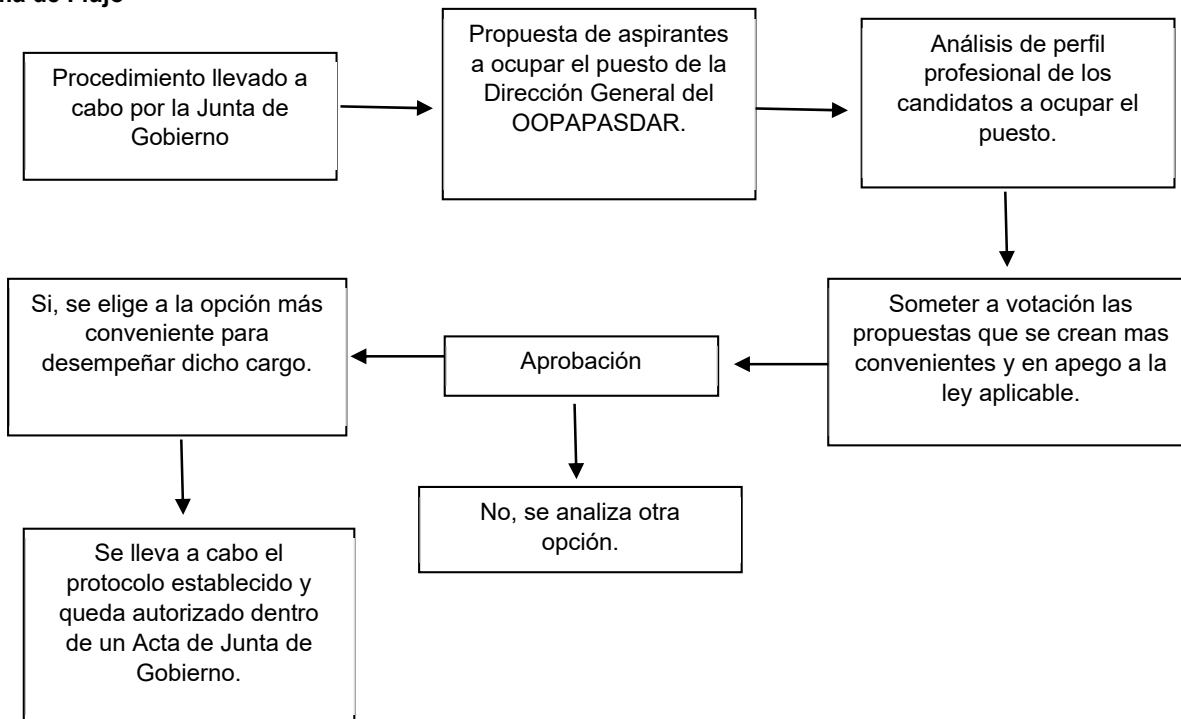 Procedimiento llevado a
cabo por la Junta de
Gobierno
Propuesta de aspirantes
a ocupar el puesto de la
Dirección General del
OOPAPASDAR.
Análisis de perfil
profesional de los
candidatos a ocupar el
puesto.
Someter a votación las
propuestas que se crean mas
convenientes y en apego a la
ley aplicable.
Aprobación
Si, se elige a la opción más
conveniente para
desempeñar dicho cargo.
No, se analiza otra
opción.
Se lleva a cabo el
protocolo establecido y
queda autorizado dentro
de un Acta de Junta de
Gobierno.